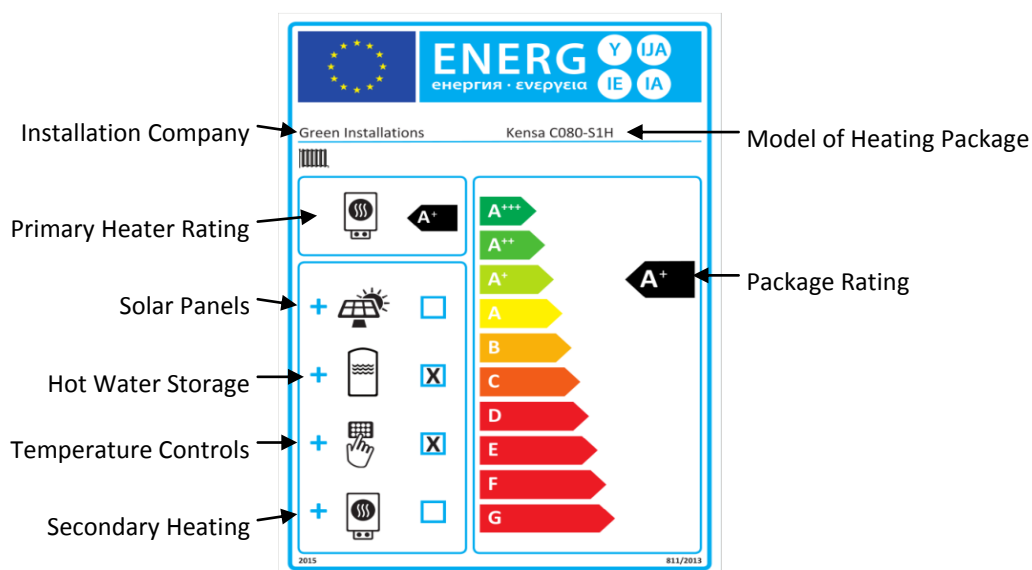 ENERG Y IJA
енергия · ενεργεια IE IA
Installation Company
Green Installations Kensa C080-S1H
Model of Heating Package
Primary Heater Rating
A+
Solar Panels
+
Hot Water Storage
+ X
Temperature Controls
+ X
Secondary Heating
+
A+++
A++
A+
A
B
C
D
E
F
G
A+
Package Rating
2015 811/2013